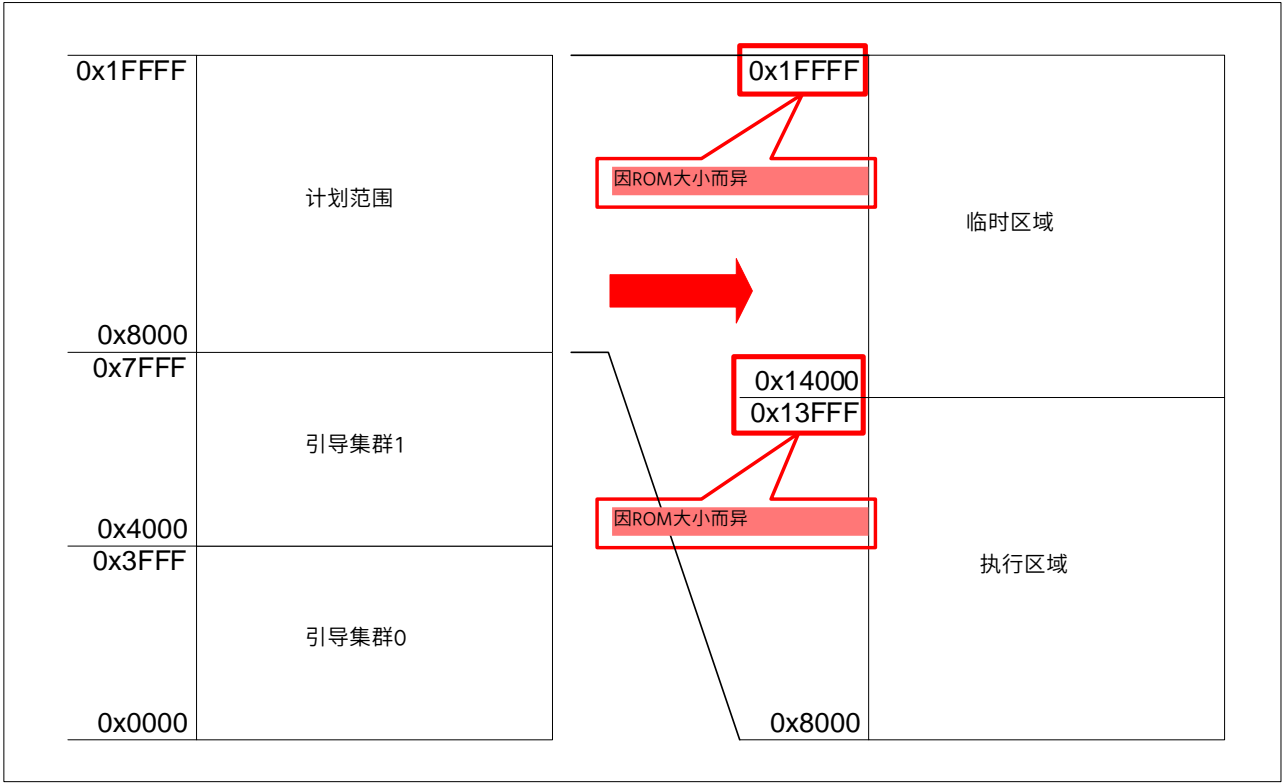 0x1FFFF
计划范围
0x8000
0x7FFF
引导集群1
0x4000
0x3FFF
引导集群0
0x0000
0x1FFFF
因ROM大小而异
临时区域
0x14000
0x13FFF
因ROM大小而异
执行区域
0x8000